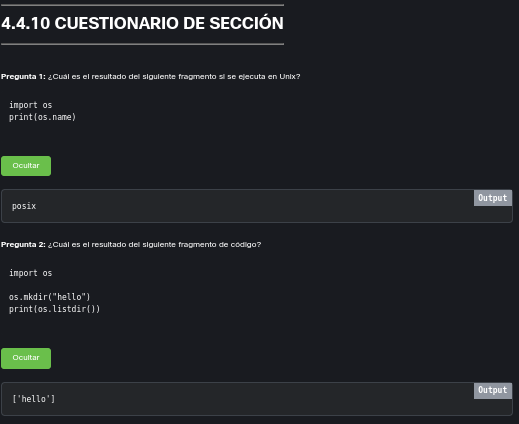 4.4.10 CUESTIONARIO DE SECCIÓN
Pregunta 1: ¿Cuál es el resultado del siguiente fragmento si se ejecuta en Unix?
import os
print(os.name)
Ocultar
Output
posix
Pregunta 2: ¿Cuál es el resultado del siguiente fragmento de código?
import os
os.mkdir("hello")
print(os.listdir())
Ocultar
Output
['hello']